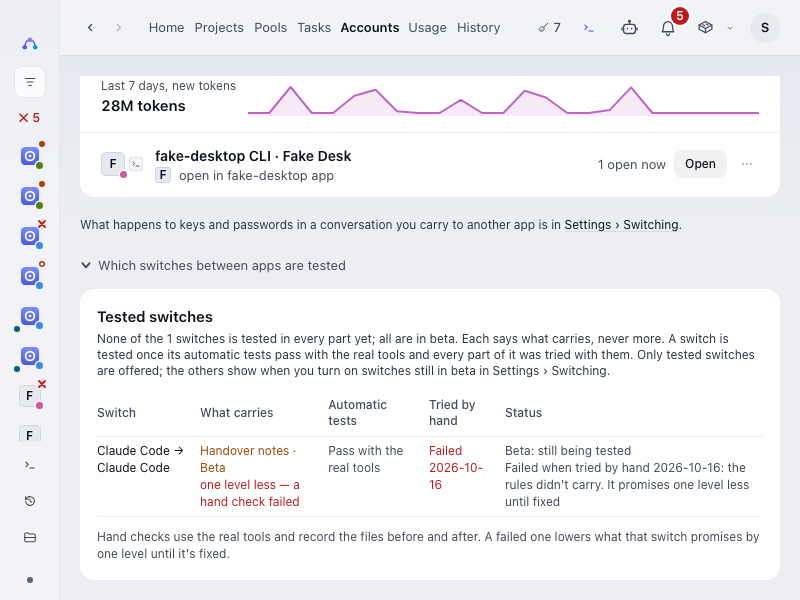 Home Projects Pools Tasks Accounts Usage History 7 5 S
5
Last 7 days, new tokens
28M tokens
F fake-desktop CLI · Fake Desk
F open in fake-desktop app
1 open now Open ...
What happens to keys and passwords in a conversation you carry to another app is in Settings › Switching.
Which switches between apps are tested
Tested switches
None of the 1 switches is tested in every part yet; all are in beta. Each says what carries, never more. A switch is
tested once its automatic tests pass with the real tools and every part of it was tried with them. Only tested switches
are offered; the others show when you turn on switches still in beta in Settings › Switching.
Switch What carries Automatic tests Tried by hand Status
Claude Code →
Claude Code
Handover notes ·
Beta
one level less — a
hand check failed
Pass with the
real tools
Failed
2026-10-
16
Beta: still being tested
Failed when tried by hand 2026-10-16: the
rules didn't carry. It promises one level less
until fixed
Hand checks use the real tools and record the files before and after. A failed one lowers what that switch promises by
one level until it's fixed.
F
F